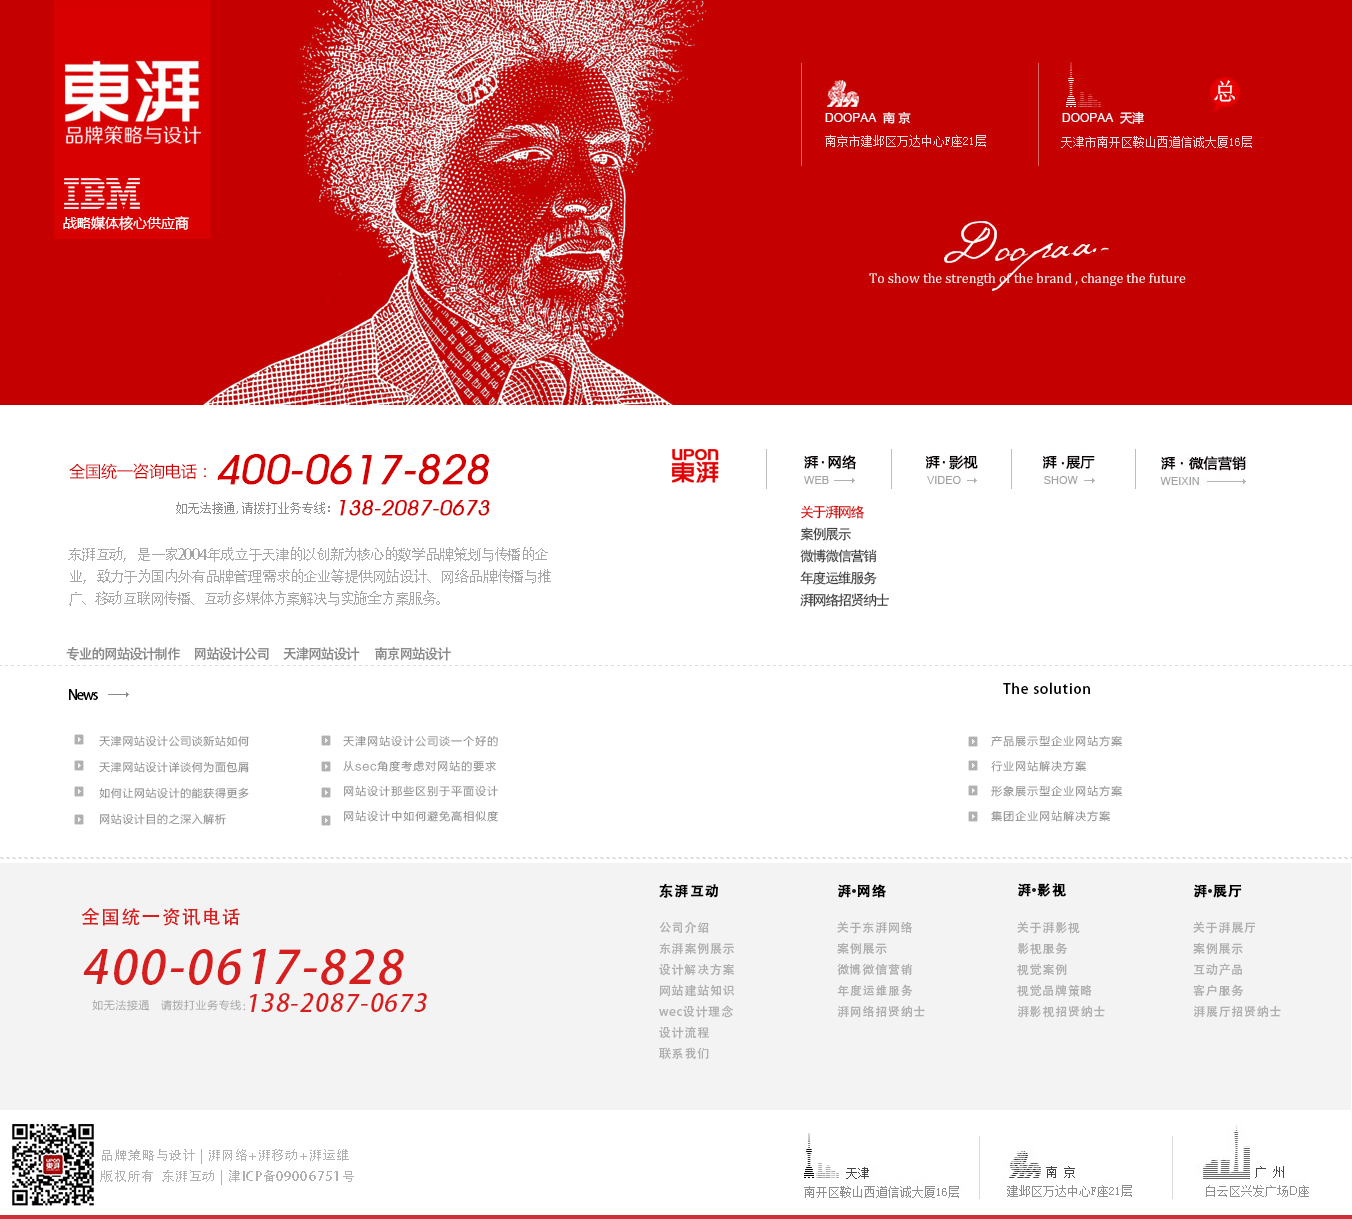 東湃
品牌策略与设计
IBM
战略媒体核心供应商
DOOPAA 南 京
南京市建邺区万达中心F座21层
总
DOOPAA 天津
天津市南开区鞍山西道信诚大厦16层
Doopaa
To show the strength of the brand , change the future
全国统一咨询电话： 400-0617-828
如无法接通, 请拨打业务专线： 138-2087-0673
东湃互动，是一家2004年成立于天津的以创新为核心的数学品牌策划与传播的企
业，致力于为国内外有品牌管理需求的企业等提供网站设计、网络品牌传播与推
广、移动互联网传播、互动多媒体方案解决与实施全方案服务。
专业的网站设计制作 网站设计公司 天津网站设计 南京网站设计
UPON
東湃
湃·网络
WEB
湃·影视
VIDEO
湃·展厅
SHOW
湃·微信营销
WEIXIN
关于湃网络
案例展示
微博微信营销
年度运维服务
湃网络招贤纳士
News
天津网站设计公司谈新站如何
天津网站设计详谈何为面包屑
如何让网站设计的能获得更多
网站设计目的之深入解析
天津网站设计公司谈一个好的
从sec角度考虑对网站的要求
网站设计那些区别于平面设计
网站设计中如何避免高相似度
The solution
产品展示型企业网站方案
行业网站解决方案
形象展示型企业网站方案
集团企业网站解决方案
全国统一资讯电话
400-0617-828
如无法接通 请拨打业务专线: 138-2087-0673
东湃互动
公司介绍
东湃案例展示
设计解决方案
网站建站知识
wec设计理念
设计流程
联系我们
湃•网络
关于东湃网络
案例展示
微博微信营销
年度运维服务
湃网络招贤纳士
湃•影视
关于湃影视
影视服务
视觉案例
视觉品牌策略
湃影视招贤纳士
湃•展厅
关于湃展厅
案例展示
互动产品
客户服务
湃展厅招贤纳士
品牌策略与设计 | 湃网络+湃移动+湃运维
版权所有 东湃互动 | 津ICP备09006751号
天津
南开区鞍山西道信诚大厦16层
南 京
建邺区万达中心F座21层
广 州
白云区兴发广场D座